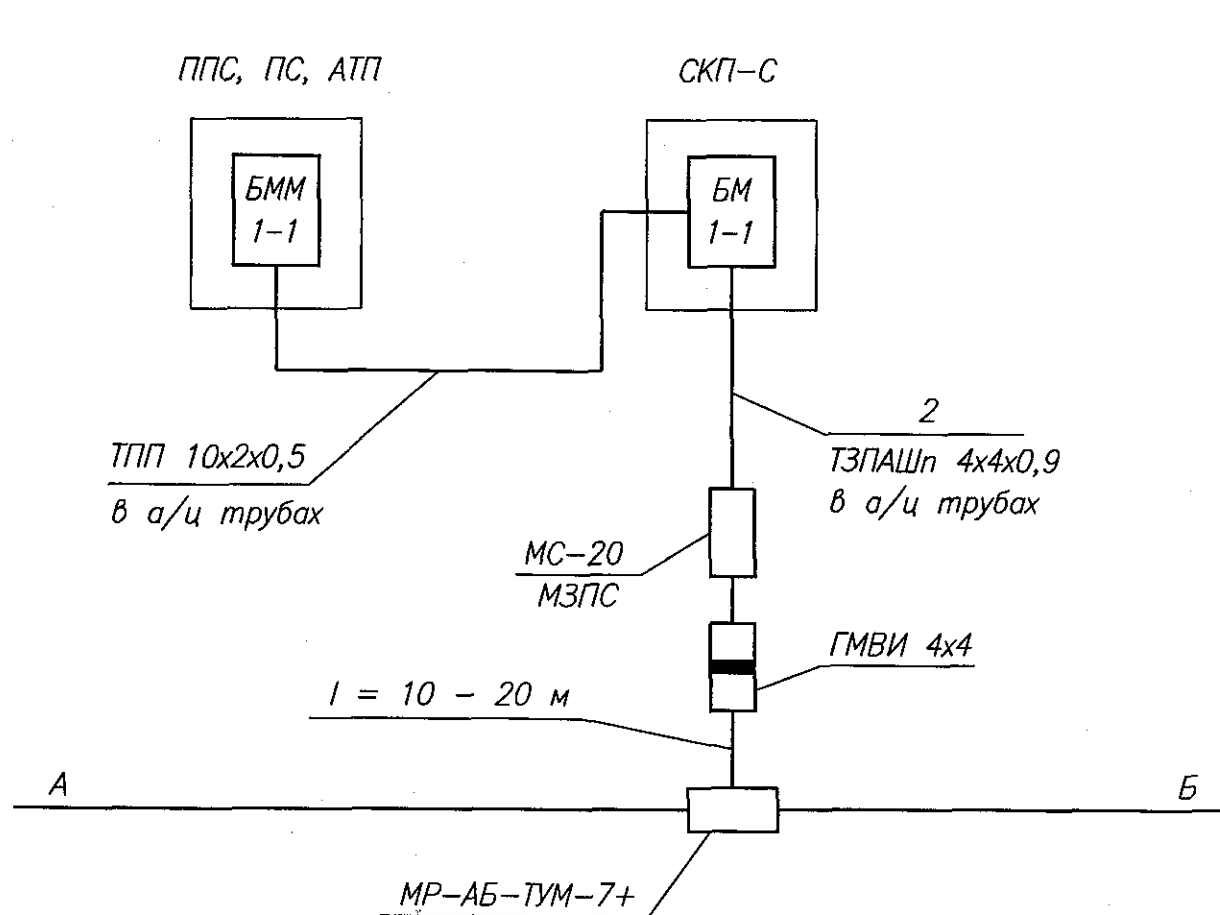 ППС, ПС, АТП
СКП-С
БММ
1-1
БМ
1-1
2
ТПП 10х2х0,5
в а/ц трубах
ТЗПАШп 4х4х0,9
в а/ц трубах
МС-20
МЗПС
ГМВИ 4х4
l = 10 - 20 м
А
Б
МР-АБ-ТУМ-7+